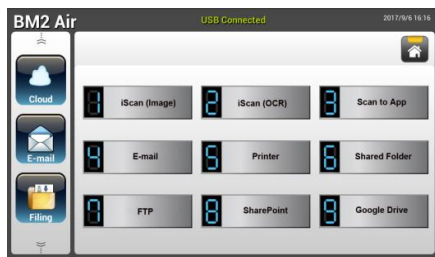 BM2 Air USB Connected 2017/9/6 16:16
Cloud
E-mail
Filing
1 iScan (Image) 2 iScan (OCR) 3 Scan to App
4 E-mail 5 Printer 6 Shared Folder
7 FTP 8 SharePoint 9 Google Drive